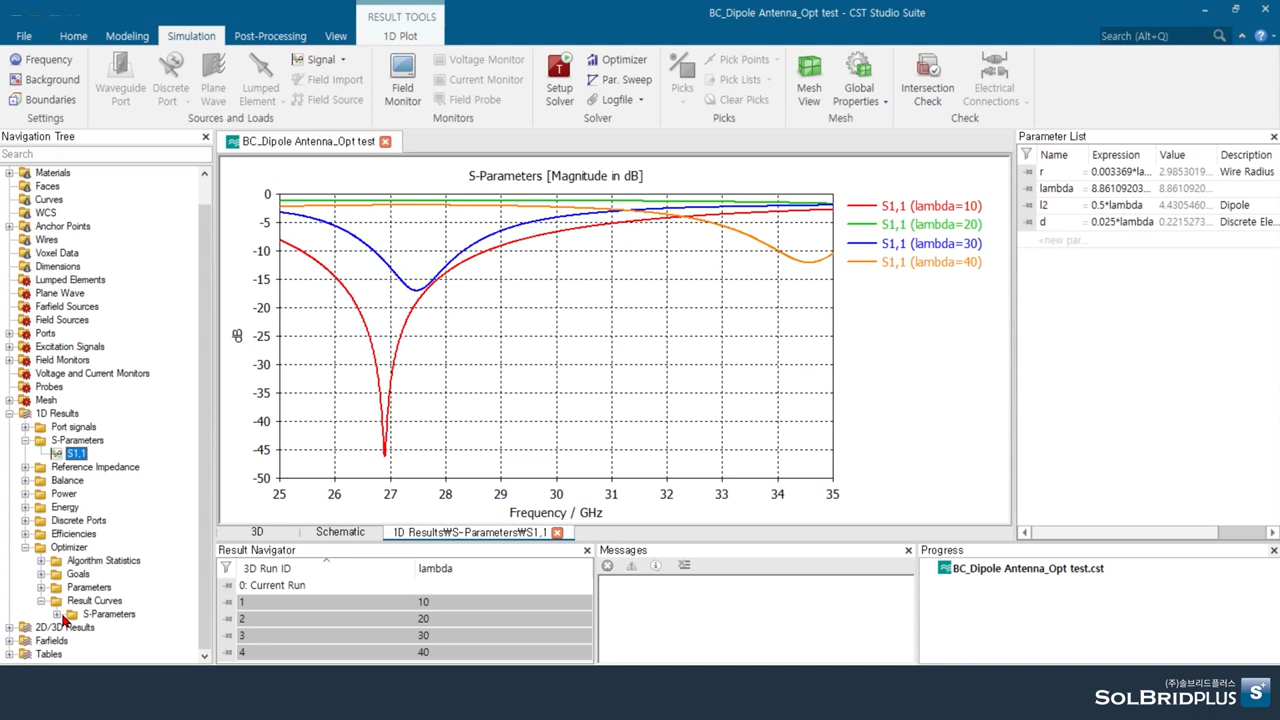 RESULT TOOLS
BC_Dipole Antenna_Opt test - CST Studio Suite
File Home Modeling Simulation Post-Processing View 1D Plot Search (Alt+Q)
Frequency
Background
Boundaries
Settings
Waveguide Port
Discrete Port
Plane Wave
Lumped Element
Signal
Field Import
Field Source
Sources and Loads
Field Monitor
Voltage Monitor
Current Monitor
Field Probe
Monitors
Setup Solver
Optimizer
Par. Sweep
Logfile
Solver
Picks
Pick Points
Pick Lists
Clear Picks
Picks
Mesh View
Global Properties
Mesh
Intersection Check
Electrical Connections
Check
Navigation Tree
Search
Materials
Faces
Curves
WCS
Anchor Points
Wires
Voxel Data
Dimensions
Lumped Elements
Plane Wave
Farfield Sources
Field Sources
Ports
Excitation Signals
Field Monitors
Voltage and Current Monitors
Probes
Mesh
1D Results
Port signals
S-Parameters
S1,1
Reference Impedance
Balance
Power
Energy
Discrete Ports
Efficiencies
Optimizer
Algorithm Statistics
Goals
Parameters
Result Curves
S-Parameters
2D/3D Results
Farfields
Tables
BC_Dipole Antenna_Opt test
S-Parameters [Magnitude in dB]
0
-5
-10
-15
-20
-25
-30
-35
-40
-45
-50
dB
25 26 27 28 29 30 31 32 33 34 35
Frequency / GHz
S1,1 (lambda=10)
S1,1 (lambda=20)
S1,1 (lambda=30)
S1,1 (lambda=40)
3D Schematic 1D Results₩S-Parameters₩S1,1
Parameter List
Name Expression Value Description
r = 0.003369*la... 2.9853019... Wire Radius
lambda = 8.86109203... 8.8610920...
l2 = 0.5*lambda 4.4305460... Dipole
d = 0.025*lambda 0.2215273... Discrete Ele...
<new par...
Result Navigator
3D Run ID lambda
0: Current Run
1 10
2 20
3 30
4 40
Messages
Progress
BC_Dipole Antenna_Opt test.cst
(주)솔브리드플러스
SOLBRIDPLUS S+